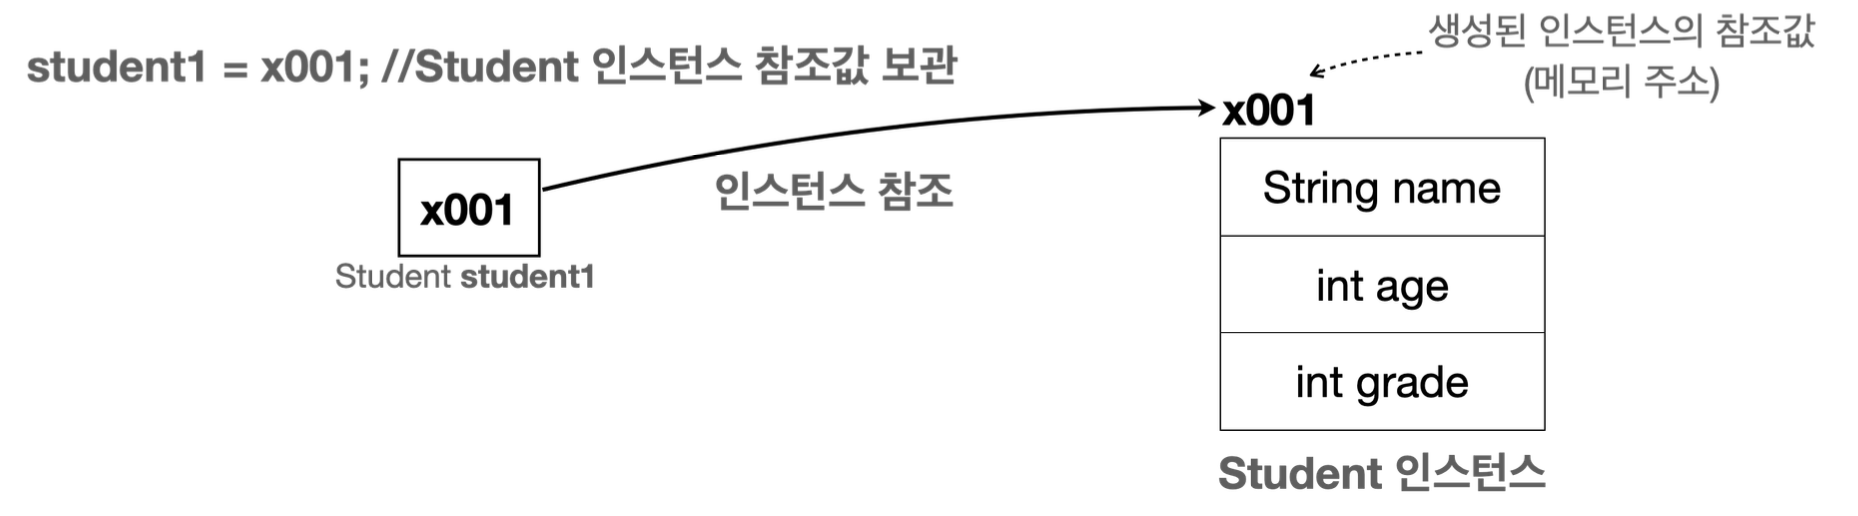 생성된 인스턴스의 참조값
(메모리 주소)
student1 = x001; //Student 인스턴스 참조값 보관
x001
x001
인스턴스 참조
Student student1
String name
int age
int grade
Student 인스턴스